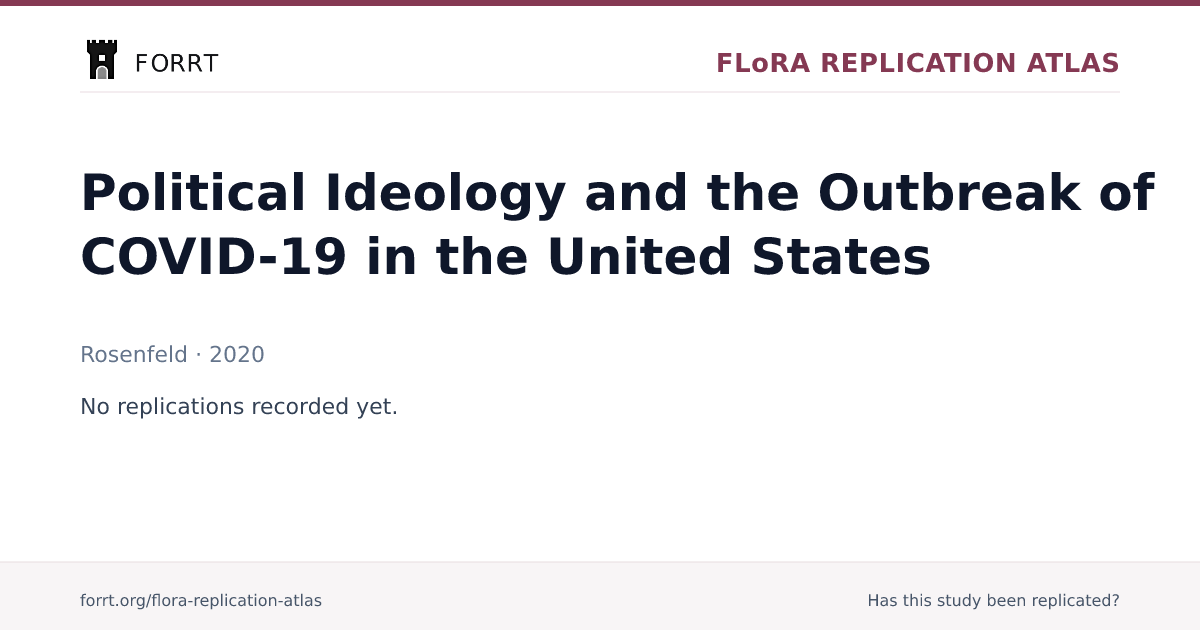 FORRT
FLoRA REPLICATION ATLAS
Political Ideology and the Outbreak of
COVID-19 in the United States
Rosenfeld · 2020
No replications recorded yet.
forrt.org/flora-replication-atlas
Has this study been replicated?